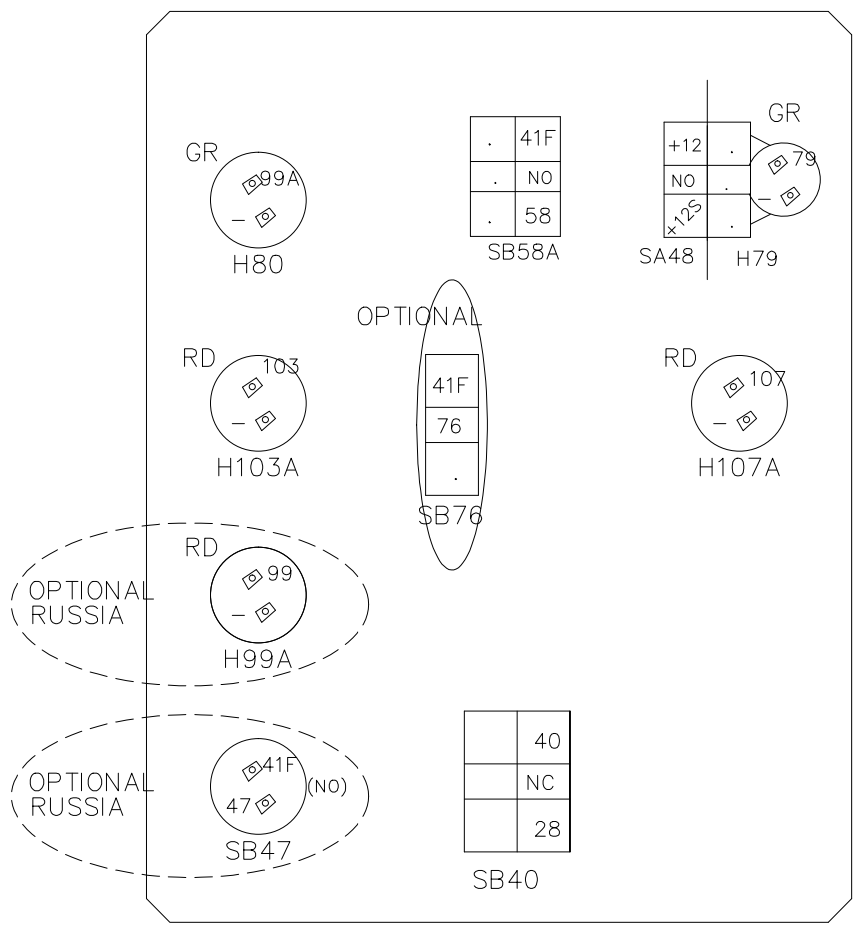 GR
99A
–
H80
41F
NO
58
SB58A
GR
+12
NO
+12S
79
–
SA48
H79
OPTIONAL
41F
76
SB76
RD
103
–
H103A
RD
107
–
H107A
OPTIONAL
RUSSIA
RD
99
–
H99A
OPTIONAL
RUSSIA
41F
(NO)
47
SB47
40
NC
28
SB40